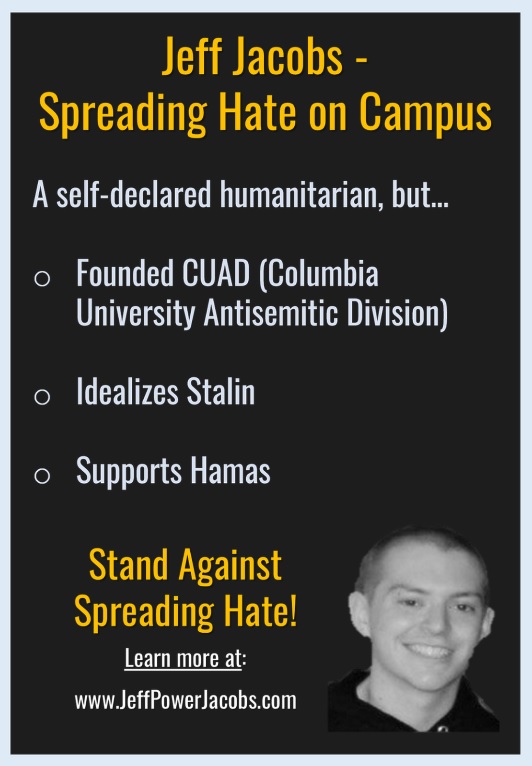 Jeff Jacobs -
Spreading Hate on Campus
A self-declared humanitarian, but...
o Founded CUAD (Columbia
University Antisemitic Division)
o Idealizes Stalin
o Supports Hamas
Stand Against
Spreading Hate!
Learn more at:
www.JeffPowerJacobs.com